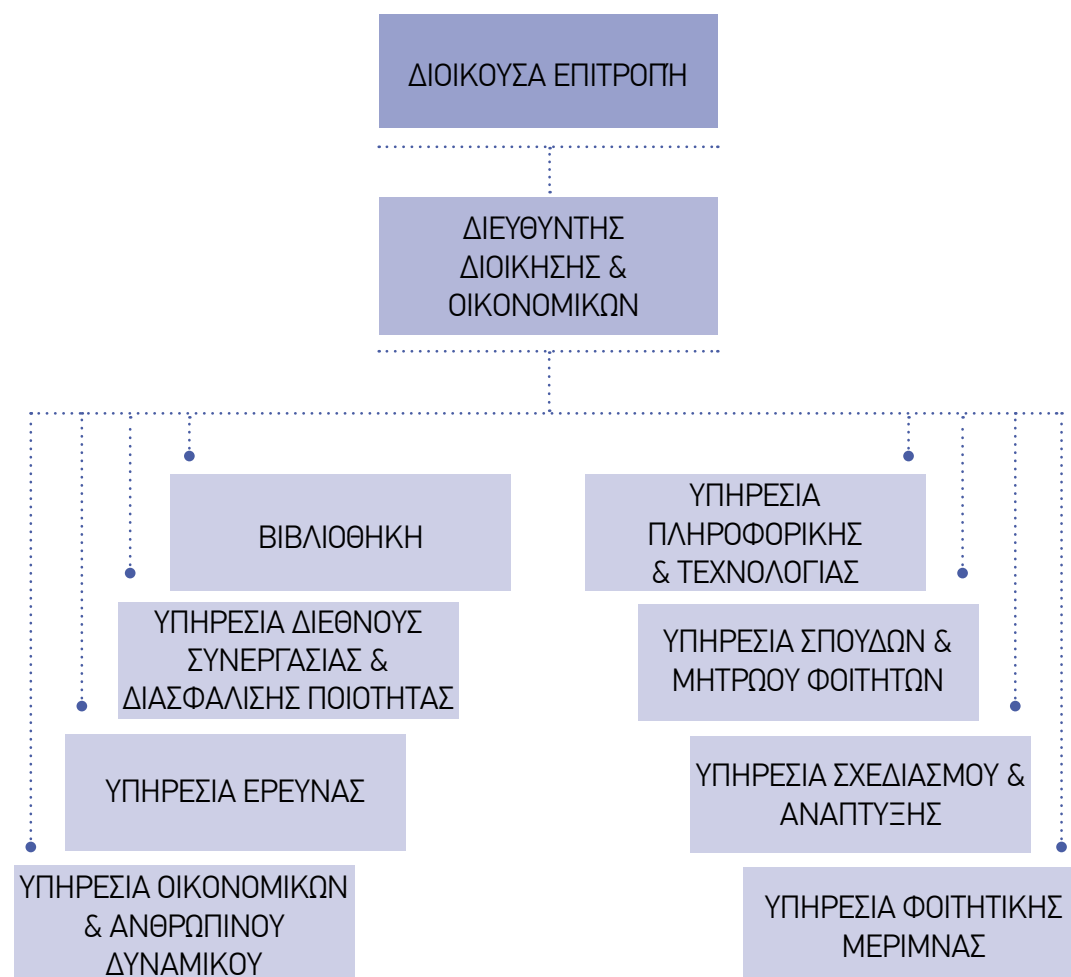 ΔΙΟΙΚΟΥΣΑ ΕΠΙΤΡΟΠΉ
ΔΙΕΥΘΥΝΤΗΣ
ΔΙΟΙΚΗΣΗΣ &
ΟΙΚΟΝΟΜΙΚΩΝ
ΒΙΒΛΙΟΘΗΚΗ
ΥΠΗΡΕΣΙΑ ΔΙΕΘΝΟΥΣ
ΣΥΝΕΡΓΑΣΙΑΣ &
ΔΙΑΣΦΑΛΙΣΗΣ ΠΟΙΟΤΗΤΑΣ
ΥΠΗΡΕΣΙΑ ΕΡΕΥΝΑΣ
ΥΠΗΡΕΣΙΑ ΟΙΚΟΝΟΜΙΚΩΝ
& ΑΝΘΡΩΠΙΝΟΥ
ΔΥΝΑΜΙΚΟΥ
ΥΠΗΡΕΣΙΑ
ΠΛΗΡΟΦΟΡΙΚΗΣ
& ΤΕΧΝΟΛΟΓΙΑΣ
ΥΠΗΡΕΣΙΑ ΣΠΟΥΔΩΝ &
ΜΗΤΡΩΟΥ ΦΟΙΤΗΤΩΝ
ΥΠΗΡΕΣΙΑ ΣΧΕΔΙΑΣΜΟΥ &
ΑΝΑΠΤΥΞΗΣ
ΥΠΗΡΕΣΙΑ ΦΟΙΤΗΤΙΚΗΣ
ΜΕΡΙΜΝΑΣ